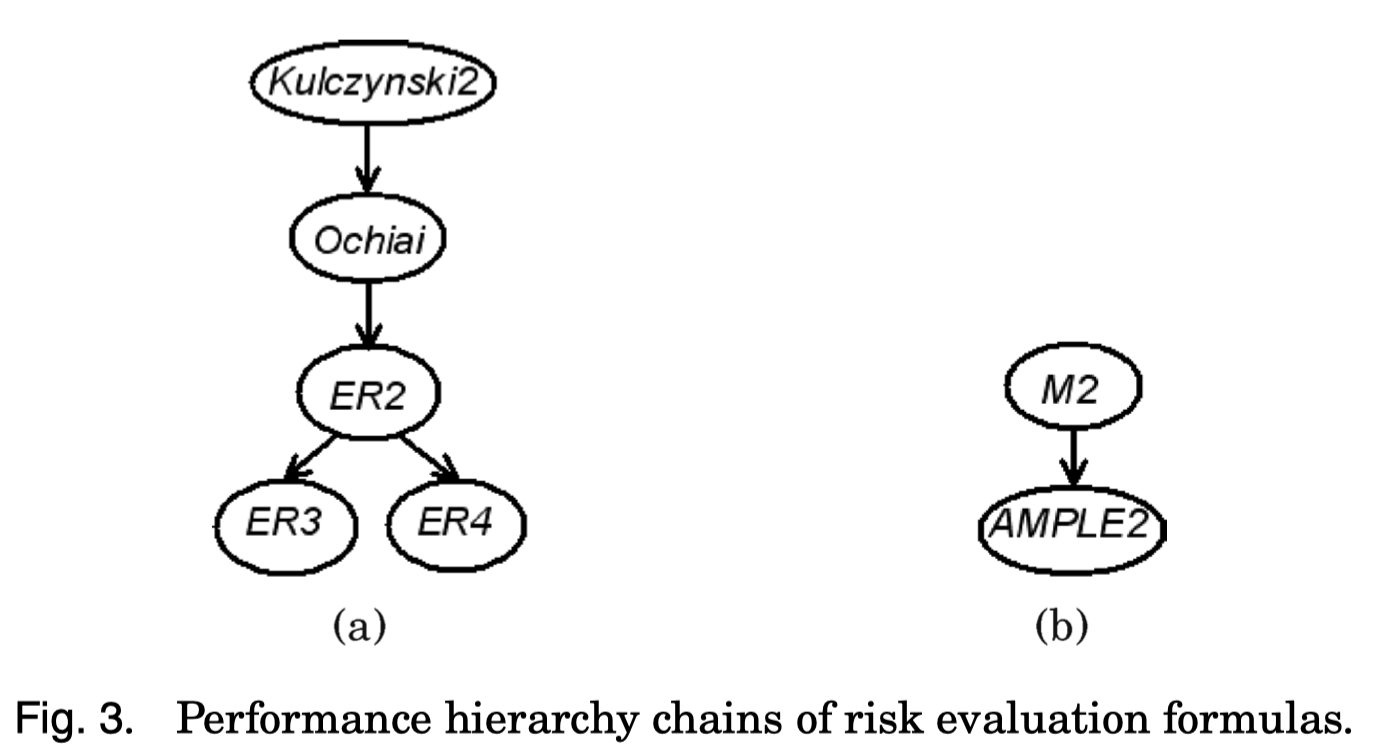 Kulczynski2
Ochiai
ER2
ER3 ER4
(a)
M2
AMPLE2
(b)
Fig. 3. Performance hierarchy chains of risk evaluation formulas.